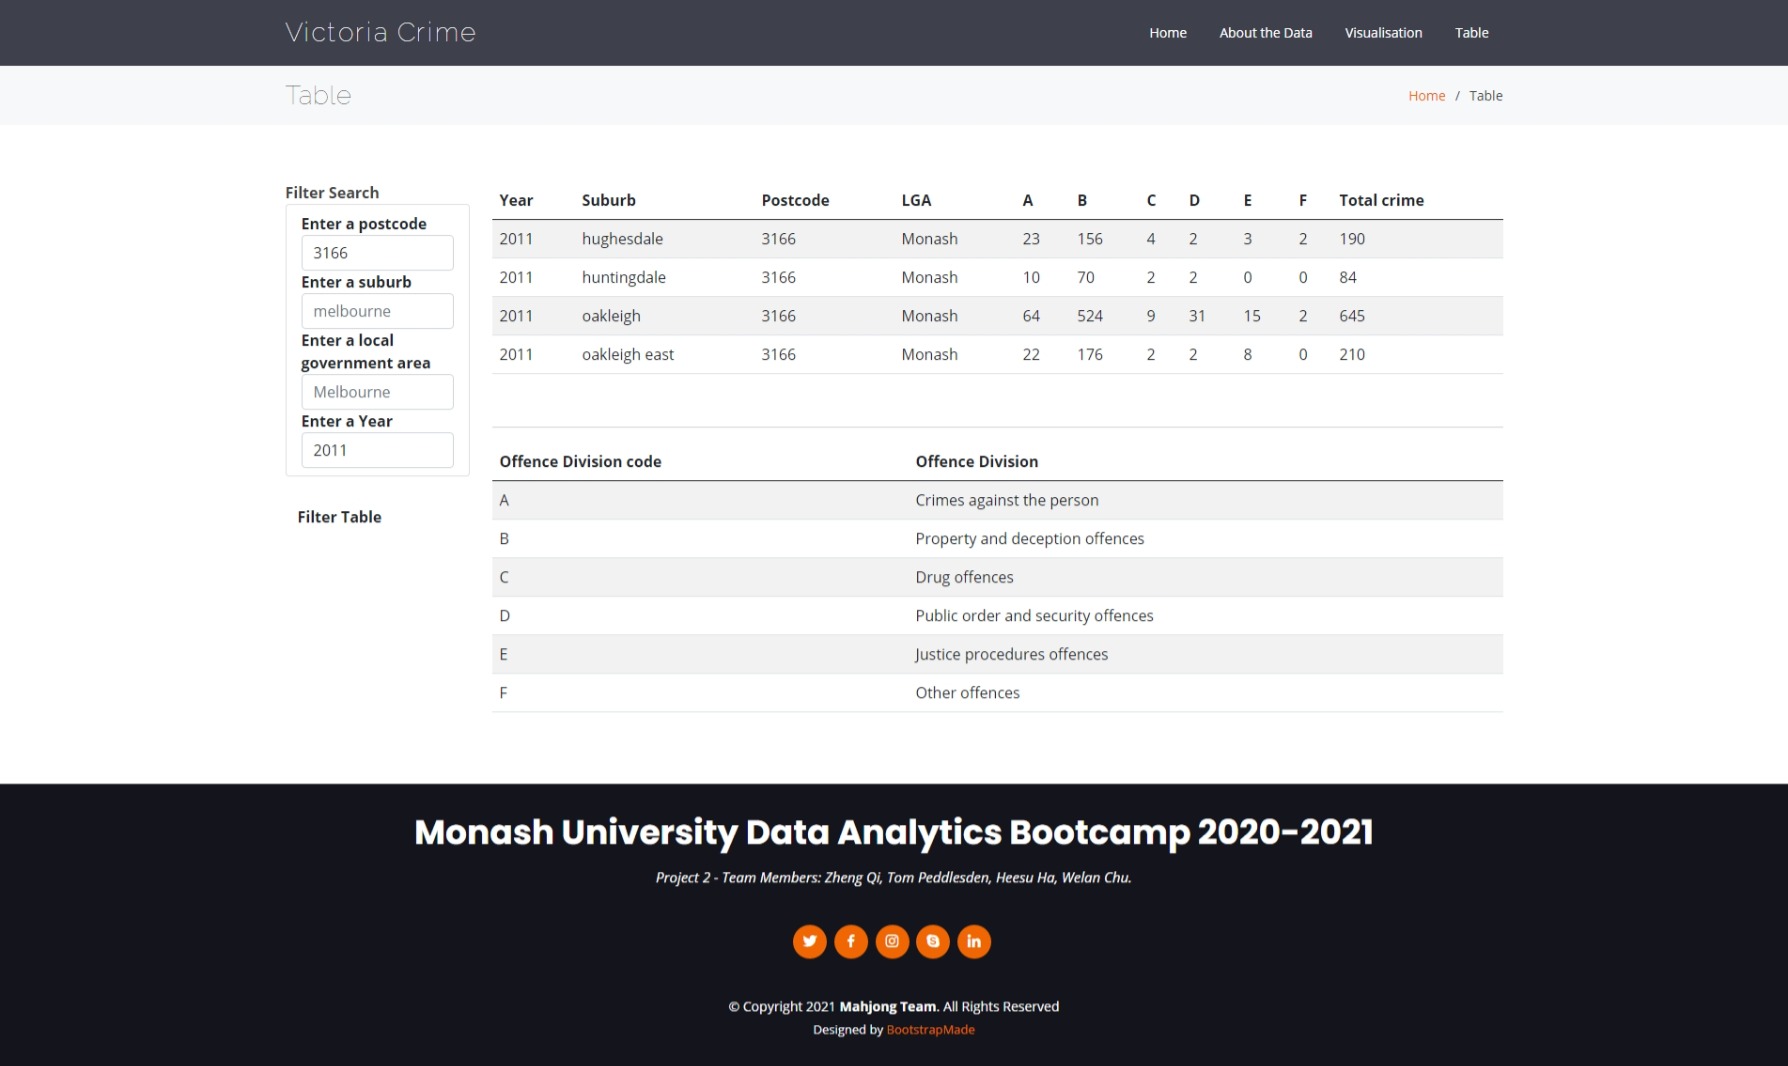 Victoria Crime
Home About the Data Visualisation Table
Table
Home / Table
Filter Search
Enter a postcode
3166
Enter a suburb
melbourne
Enter a local
government area
Melbourne
Enter a Year
2011
Filter Table
Year Suburb Postcode LGA A B C D E F Total crime
2011 hughesdale 3166 Monash 23 156 4 2 3 2 190
2011 huntingdale 3166 Monash 10 70 2 2 0 0 84
2011 oakleigh 3166 Monash 64 524 9 31 15 2 645
2011 oakleigh east 3166 Monash 22 176 2 2 8 0 210
Offence Division code Offence Division
A Crimes against the person
B Property and deception offences
C Drug offences
D Public order and security offences
E Justice procedures offences
F Other offences
Monash University Data Analytics Bootcamp 2020-2021
Project 2 - Team Members: Zheng Qi, Tom Peddlesden, Heesu Ha, Welan Chu.
© Copyright 2021 Mahjong Team. All Rights Reserved
Designed by BootstrapMade